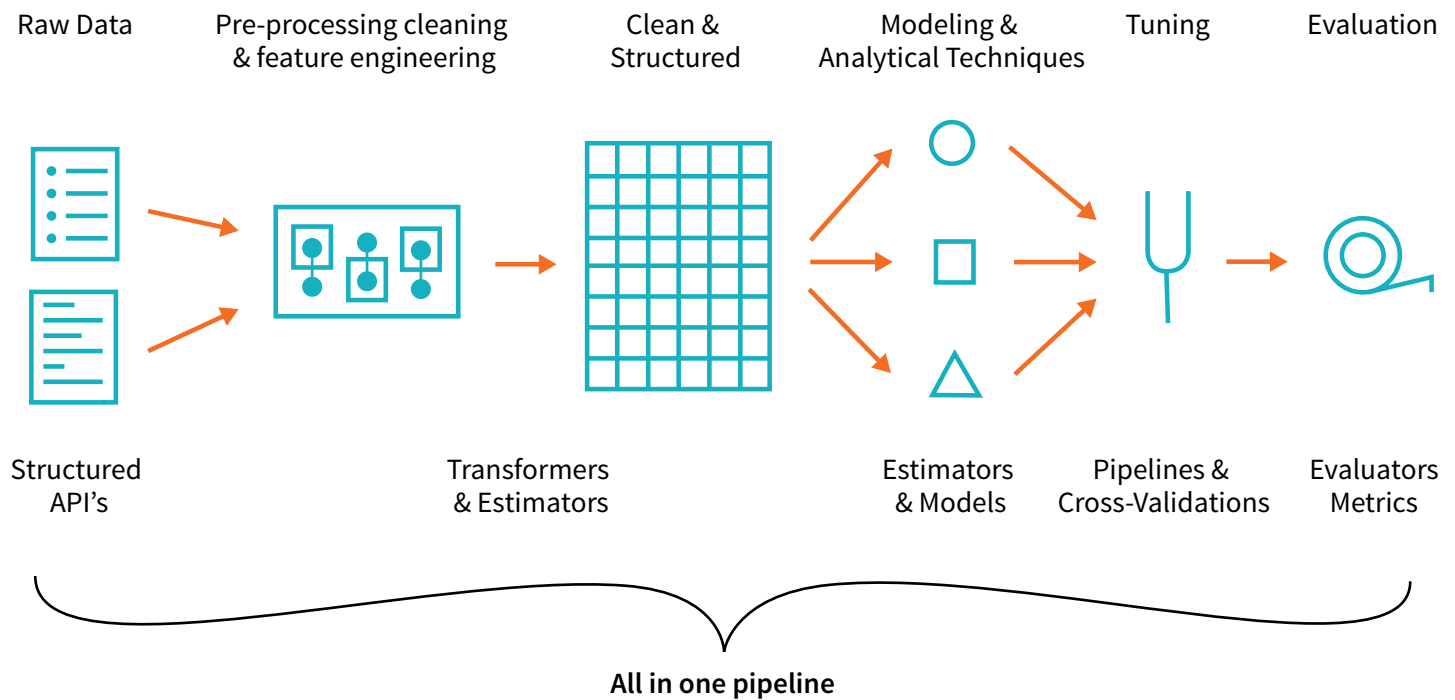 Raw Data
Pre-processing cleaning
& feature engineering
Clean &
Structured
Modeling &
Analytical Techniques
Tuning
Evaluation
Structured
API's
Transformers
& Estimators
Estimators
& Models
Pipelines &
Cross-Validations
Evaluators
Metrics
All in one pipeline